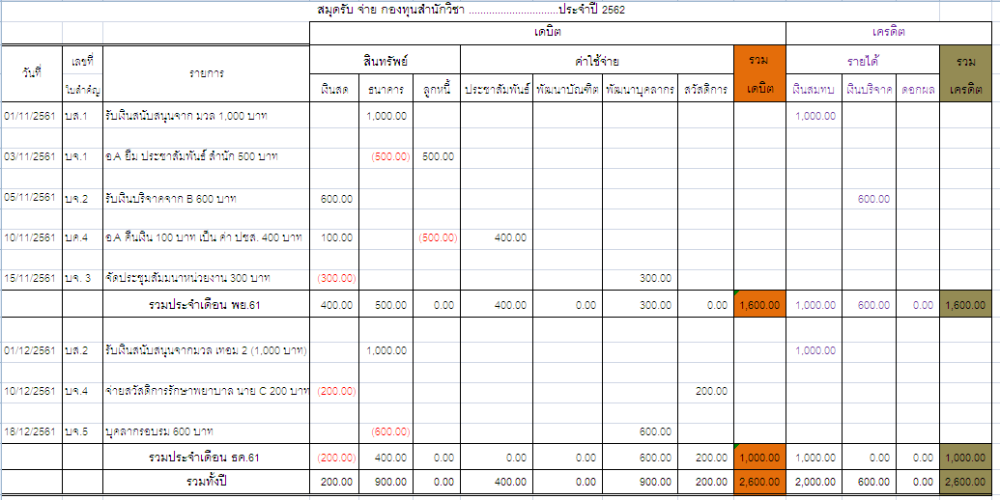 สมุดรับ จ่าย กองทุนสำนักวิชา ................................ประจำปี 2562
เดบิต เครดิต
วันที่ เลขที่ใบสำคัญ รายการ สินทรัพย์ ค่าใช้จ่าย รวมเดบิต รายได้ รวมเครดิต
เงินสด ธนาคาร ลูกหนี้ ประชาสัมพันธ์ พัฒนาบัณฑิต พัฒนาบุคลากร สวัสดิการ เงินสมทบ เงินบริจาค ดอกผล
01/11/2561 บส.1 รับเงินสนับสนุนจาก มวล 1,000 บาท 1,000.00 1,000.00
03/11/2561 บจ.1 อ.A ยืม ประชาสัมพันธ์ สำนัก 500 บาท (500.00) 500.00
05/11/2561 บจ.2 รับเงินบริจาคจาก B 600 บาท 600.00 600.00
10/11/2561 บค.4 อ.A คืนเงิน 100 บาท เป็น ค่า ปชส. 400 บาท 100.00 (500.00) 400.00
15/11/2561 บจ. 3 จัดประชุมสัมมนาหน่วยงาน 300 บาท (300.00) 300.00
รวมประจำเดือน พย.61 400.00 500.00 0.00 400.00 0.00 300.00 0.00 1,600.00 1,000.00 600.00 0.00 1,600.00
01/12/2561 บส.2 รับเงินสนับสนุนจากมวล เทอม 2 (1,000 บาท) 1,000.00 1,000.00
10/12/2561 บจ.4 จ่ายสวัสดิการรักษาพยาบาล นาย C 200 บาท (200.00) 200.00
18/12/2561 บจ.5 บุคลากรอบรม 600 บาท (600.00) 600.00
รวมประจำเดือน ธค.61 (200.00) 400.00 0.00 0.00 0.00 600.00 200.00 1,000.00 1,000.00 0.00 0.00 1,000.00
รวมทั้งปี 200.00 900.00 0.00 400.00 0.00 900.00 200.00 2,600.00 2,000.00 600.00 0.00 2,600.00